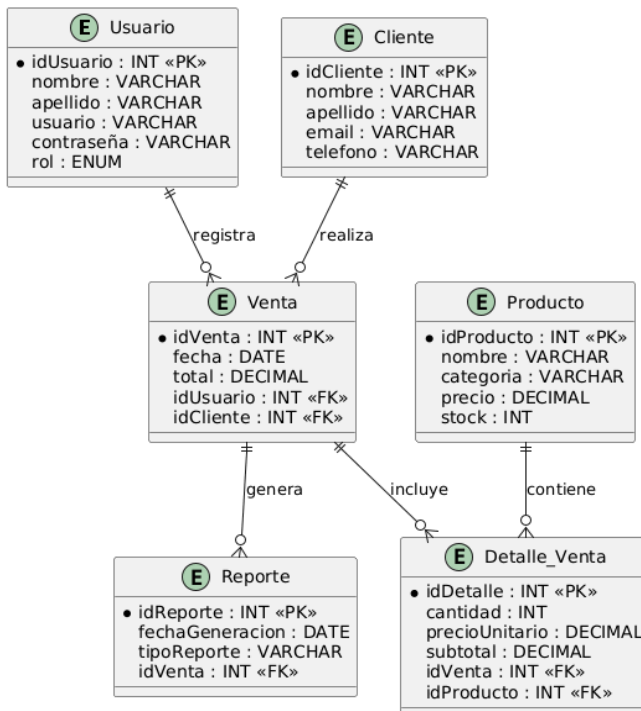 E Usuario
idUsuario : INT «PK»
nombre : VARCHAR
apellido : VARCHAR
usuario : VARCHAR
contraseña : VARCHAR
rol : ENUM
E Cliente
idCliente : INT «PK»
nombre : VARCHAR
apellido : VARCHAR
email : VARCHAR
telefono : VARCHAR
registra
realiza
E Venta
idVenta : INT «PK»
fecha : DATE
total : DECIMAL
idUsuario : INT «FK»
idCliente : INT «FK»
E Producto
idProducto : INT «PK»
nombre : VARCHAR
categoria : VARCHAR
precio : DECIMAL
stock : INT
genera
incluye
contiene
E Reporte
idReporte : INT «PK»
fechaGeneracion : DATE
tipoReporte : VARCHAR
idVenta : INT «FK»
E Detalle_Venta
idDetalle : INT «PK»
cantidad : INT
precioUnitario : DECIMAL
subtotal : DECIMAL
idVenta : INT «FK»
idProducto : INT «FK»